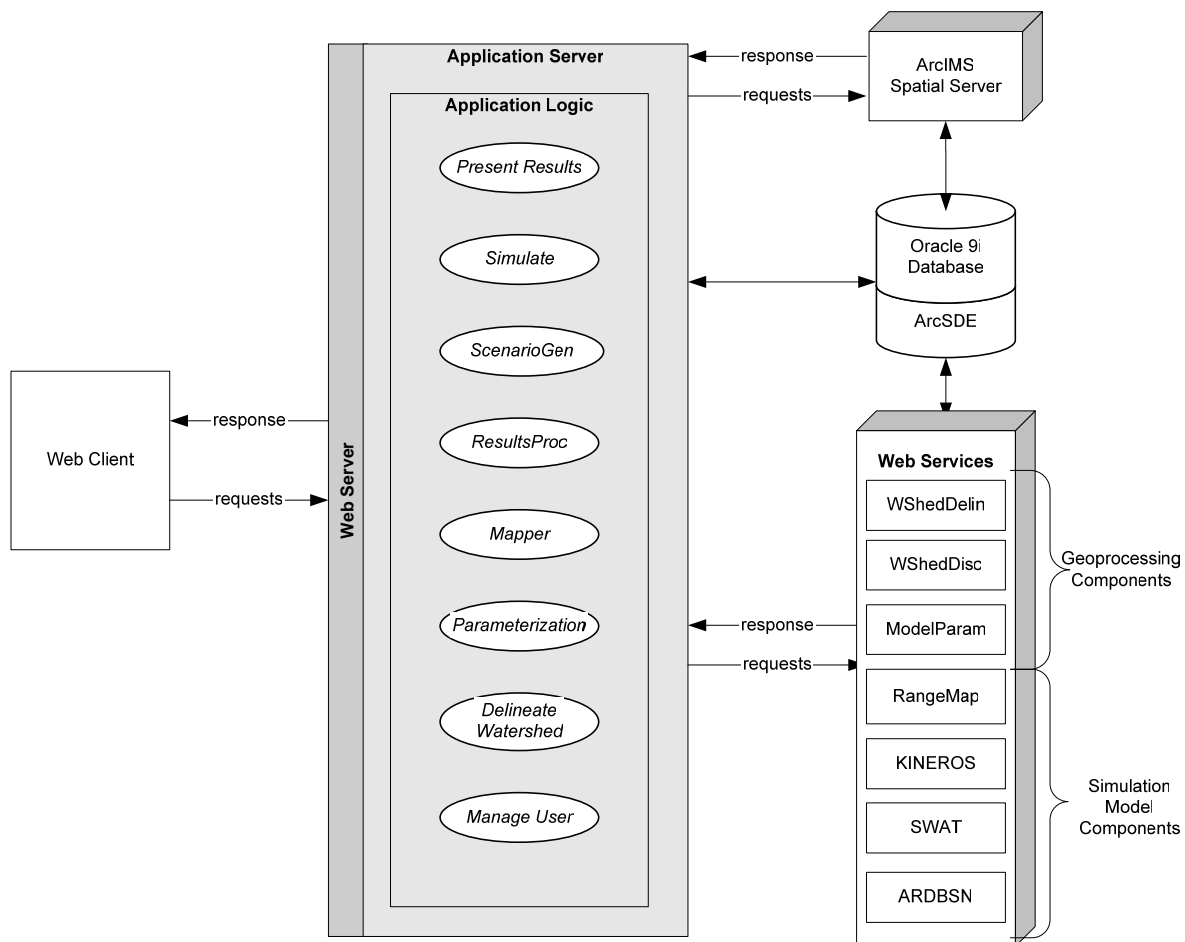 Application Server
Application Logic
Present Results
Simulate
ScenarioGen
ResultsProc
Mapper
Parameterization
Delineate
Watershed
Manage User
Web Server
Web Client
response
requests
response
requests
ArcIMS
Spatial Server
Oracle 9i
Database
ArcSDE
response
requests
Web Services
WShedDelin
WShedDisc
ModelParam
RangeMap
KINEROS
SWAT
ARDBSN
Geoprocessing
Components
Simulation
Model
Components